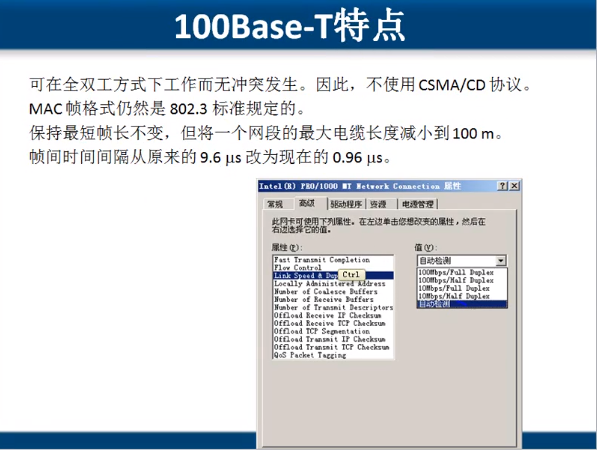 100Base-T特点
可在全双工方式下工作而无冲突发生。因此，不使用 CSMA/CD 协议。
MAC 帧格式仍然是 802.3 标准规定的。
保持最短帧长不变，但将一个网段的最大电缆长度减小到 100 m。
帧间时间间隔从原来的 9.6 μs 改为现在的 0.96 μs。
Intel(R) PRO/1000 MT Network Connection 属性
常规 高级 驱动程序 资源 电源管理
此网卡可使用下列属性。在左边单击您想改变的属性，然后在
右边选择它的值。
属性(P): 值(V):
Fast Transmit Completion
Flow Control
Link Speed & Dup
Ctrl
Locally Administered Address
Number of Coalesce Buffers
Number of Receive Buffers
Number of Transmit Descriptors
Offload Receive IP Checksum
Offload Receive TCP Checksum
Offload TCP Segmentation
Offload Transmit IP Checksum
Offload Transmit TCP Checksum
QoS Packet Tagging
自动检测
100Mbps/Full Duplex
100Mbps/Half Duplex
10Mbps/Full Duplex
10Mbps/Half Duplex
自动检测